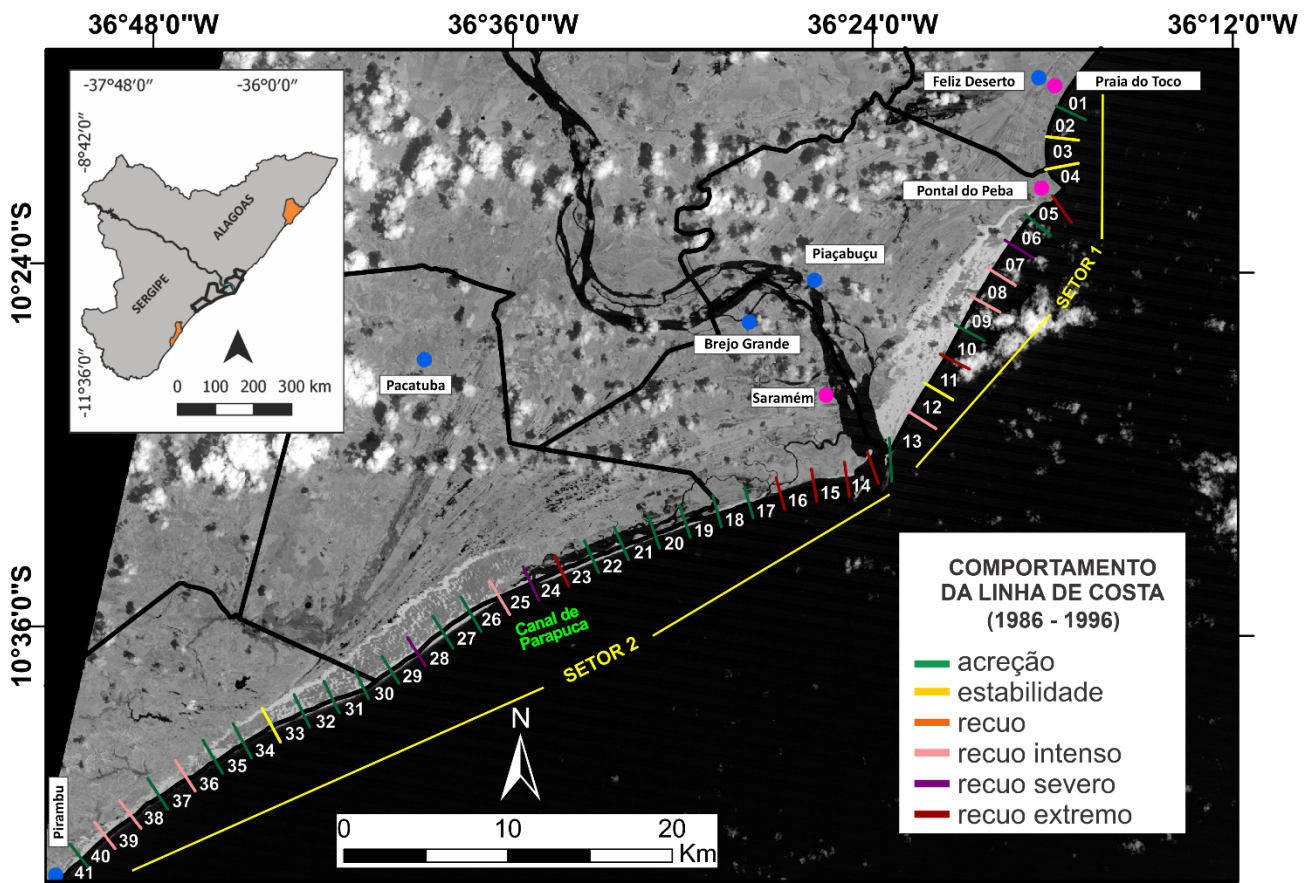 36°48'0"W
36°36'0"W
36°24'0"W
36°12'0"W
-37°48'0"
-36°0'0"
-8°42'0"
-11°36'0"
ALAGOAS
SERGIPE
0 100 200 300 km
10°24'0"S
10°36'0"S
Feliz Deserto
Praia do Toco
Pontal do Peba
Piaçabuçu
Brejo Grande
Pacatuba
Saramém
01
02
03
04
05
06
07
08
09
10
11
12
13
SETOR 1
14
15
16
17
18
19
20
21
22
23
24
25
26
27
28
29
30
31
32
33
34
35
36
37
38
39
40
41
Canal de
Parapuca
SETOR 2
Pirambu
N
0 10 20
Km
COMPORTAMENTO
DA LINHA DE COSTA
(1986 - 1996)
acreção
estabilidade
recuo
recuo intenso
recuo severo
recuo extremo